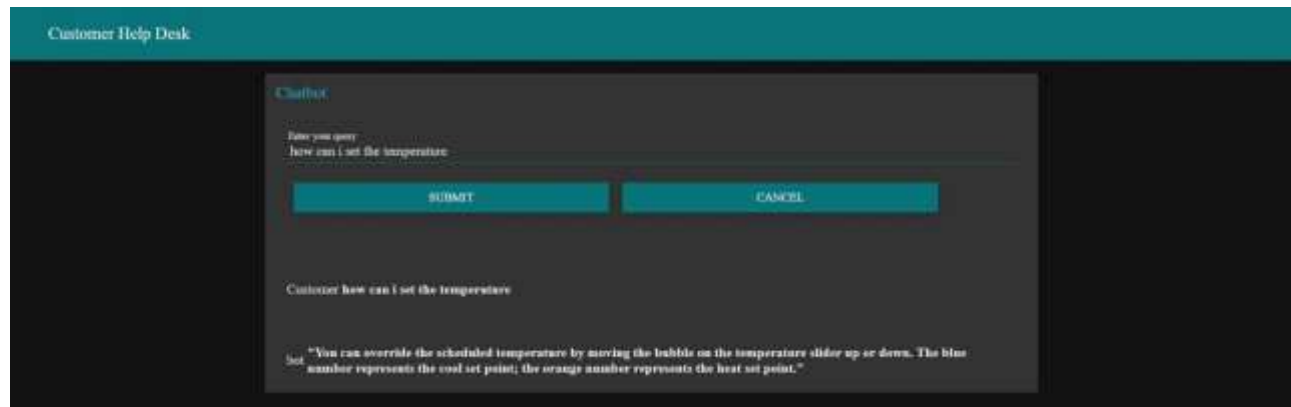 Customer Help Desk
Chatbot
Enter your query
how can i set the temperature
SUBMIT
CANCEL
Customer how can i set the temperature
bot "You can override the scheduled temperature by moving the bubble on the temperature slider up or down. The blue
number represents the cool set point; the orange number represents the heat set point."